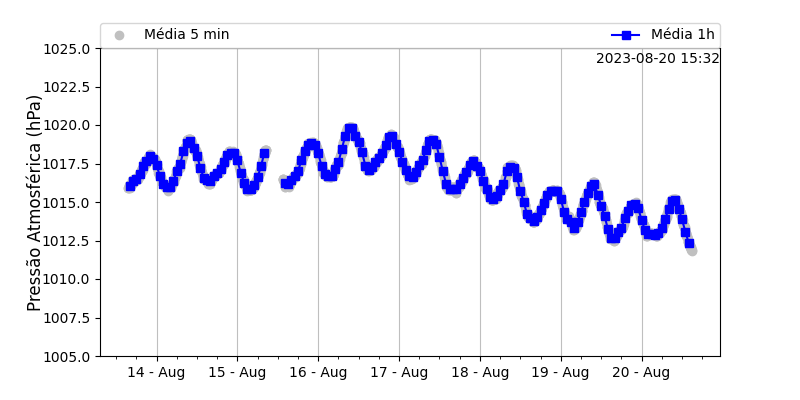 Média 5 min
Média 1h
2023-08-20 15:32
Pressão Atmosférica (hPa)
1025.0
1022.5
1020.0
1017.5
1015.0
1012.5
1010.0
1007.5
1005.0
14 - Aug
15 - Aug
16 - Aug
17 - Aug
18 - Aug
19 - Aug
20 - Aug